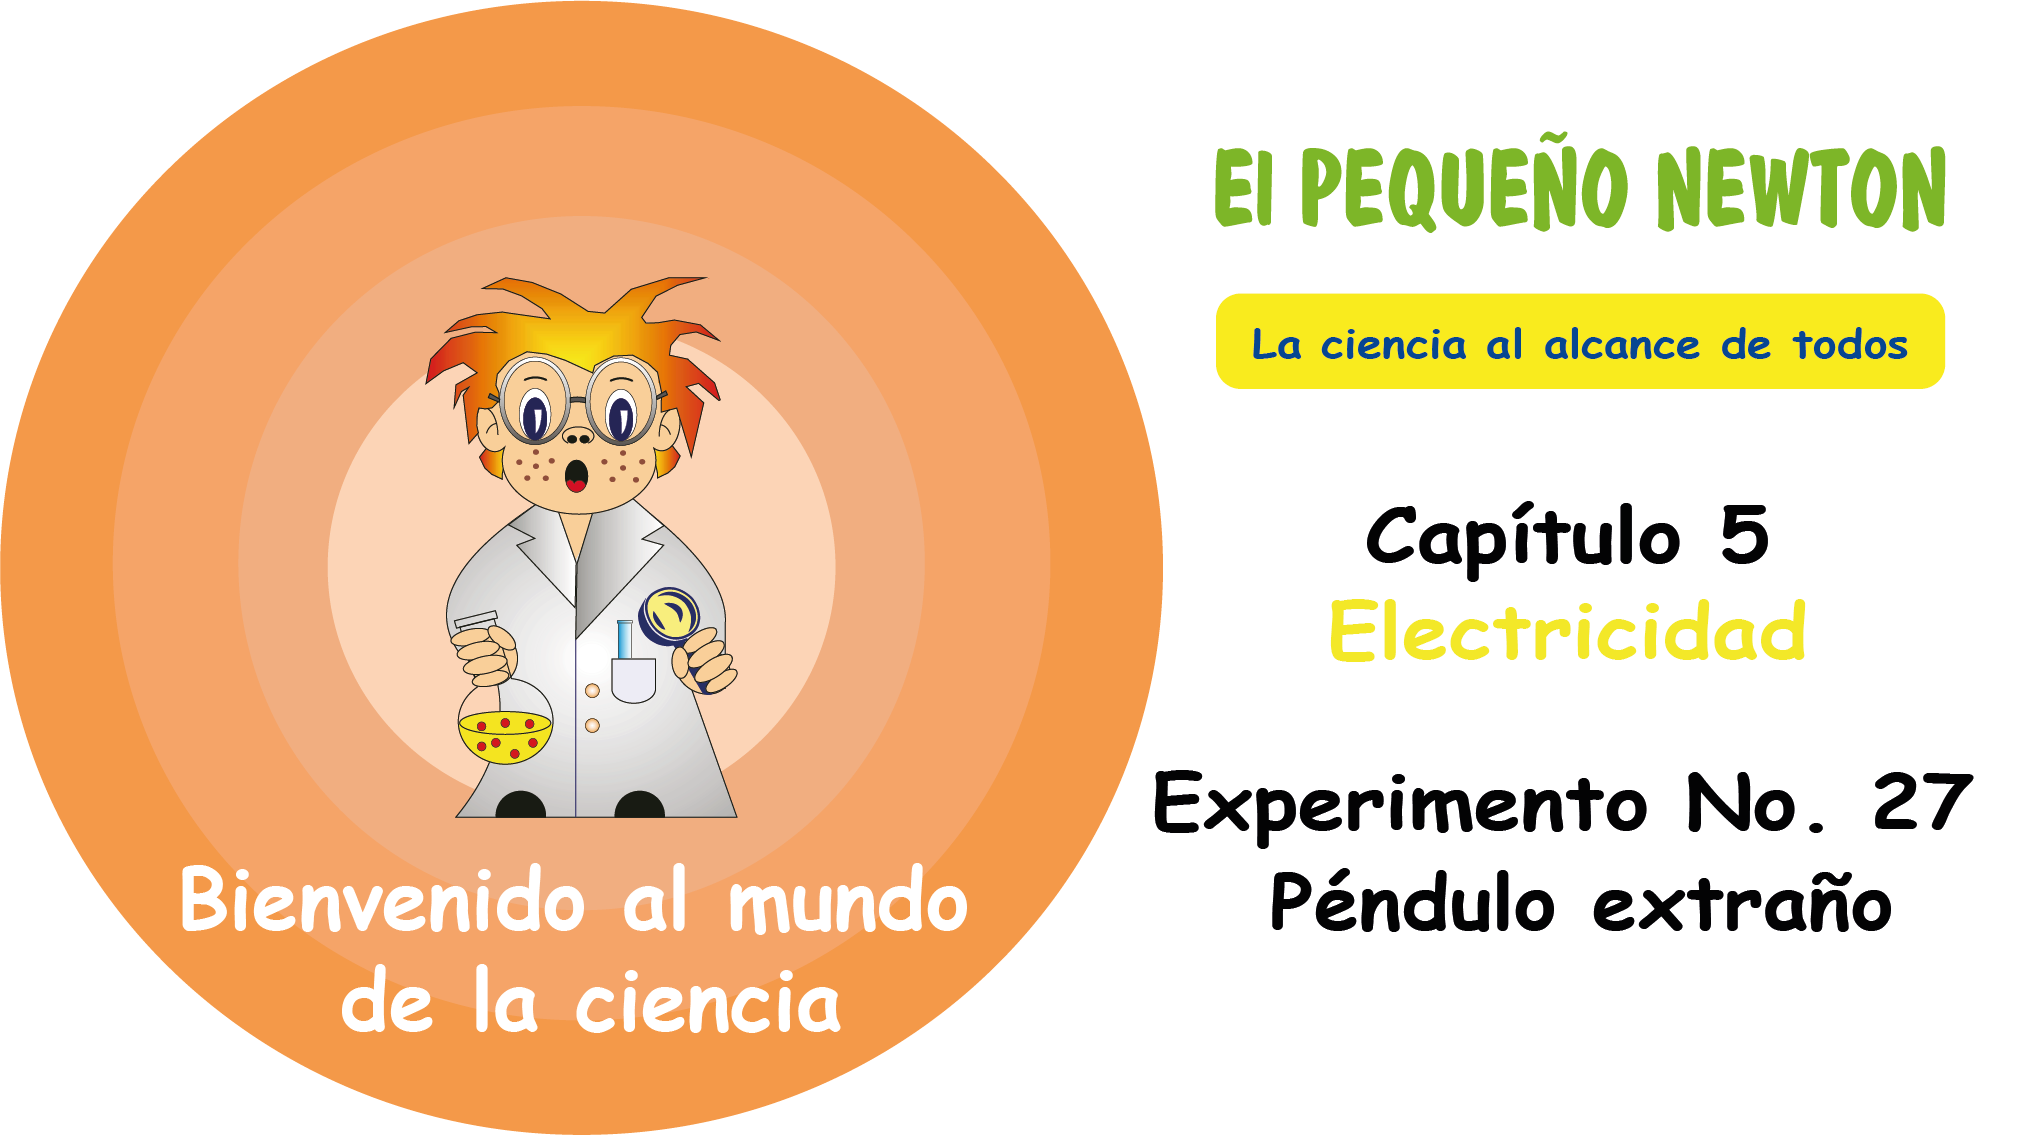 El PEQUEÑO NEWTON
La ciencia al alcance de todos
Capítulo 5
Electricidad
Experimento No. 27
Péndulo extraño
Bienvenido al mundo
de la ciencia